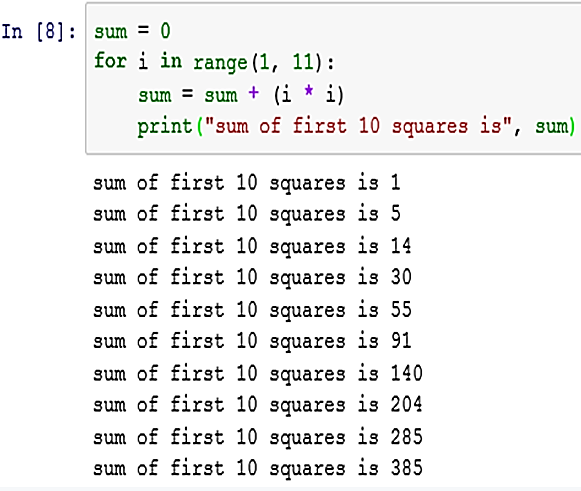 In [8]: sum = 0
for i in range(1, 11):
    sum = sum + (i * i)
    print("sum of first 10 squares is", sum)
sum of first 10 squares is 1
sum of first 10 squares is 5
sum of first 10 squares is 14
sum of first 10 squares is 30
sum of first 10 squares is 55
sum of first 10 squares is 91
sum of first 10 squares is 140
sum of first 10 squares is 204
sum of first 10 squares is 285
sum of first 10 squares is 385